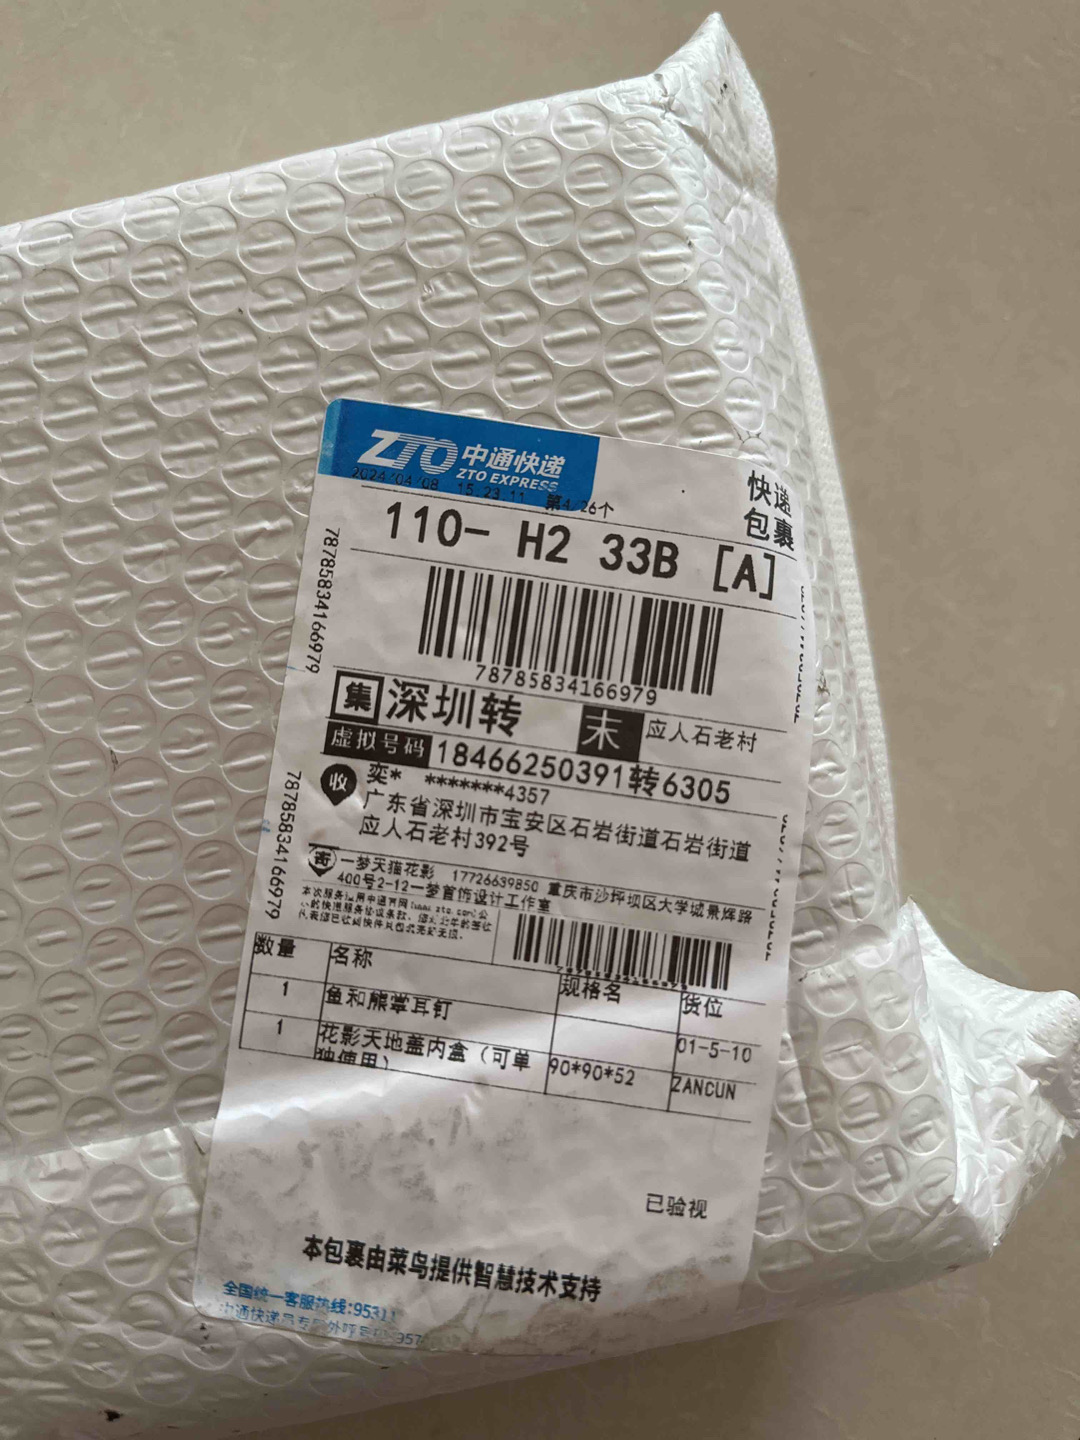 ZTO 中通快递
ZTO EXPRESS
2024/04/08 15:23:11 第4/26个
快递
包裹
110- H2 33B [A]
78785834166979
78785834166979
78785834166979
集 深圳转 末 应人石老村
虚拟号码 18466250391转6305
收 奕* *******4357
广东省深圳市宝安区石岩街道石岩街道
应人石老村392号
寄 一梦天猫花影 17726639850 重庆市沙坪坝区大学城景辉路
400号2-12一梦首饰设计工作室
数量 名称 规格名 货位
1 鱼和熊掌耳钉 01-5-10
1 花影天地盖内盒（可单 90*90*52 ZANCUN
独使用）
已验视
本包裹由菜鸟提供智慧技术支持
全国统一客服热线:95311